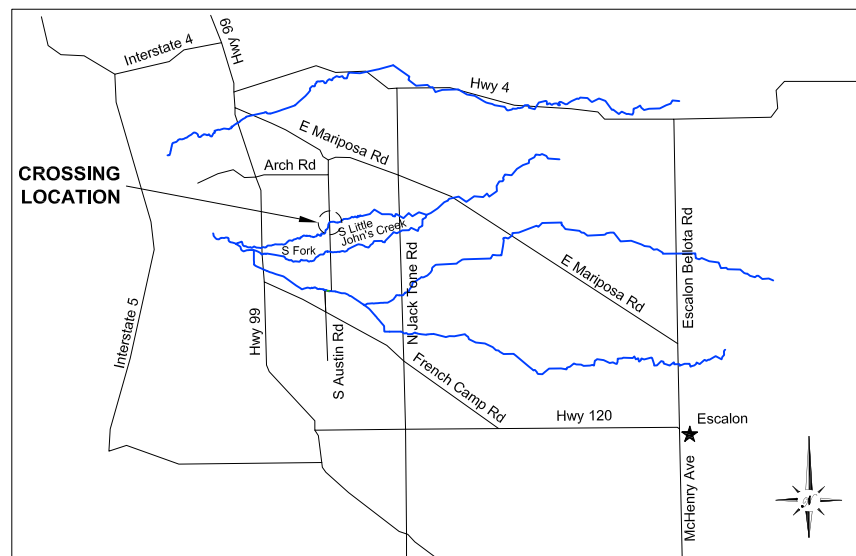 Interstate 4
Hwy 99
Hwy 4
E Mariposa Rd
Arch Rd
CROSSING
LOCATION
S Little
John's Creek
S Fork
N Jack Tone Rd
Escalon Bellota Rd
E Mariposa Rd
Interstate 5
Hwy 99
S Austin Rd
French Camp Rd
Hwy 120
Escalon
McHenry Ave
N